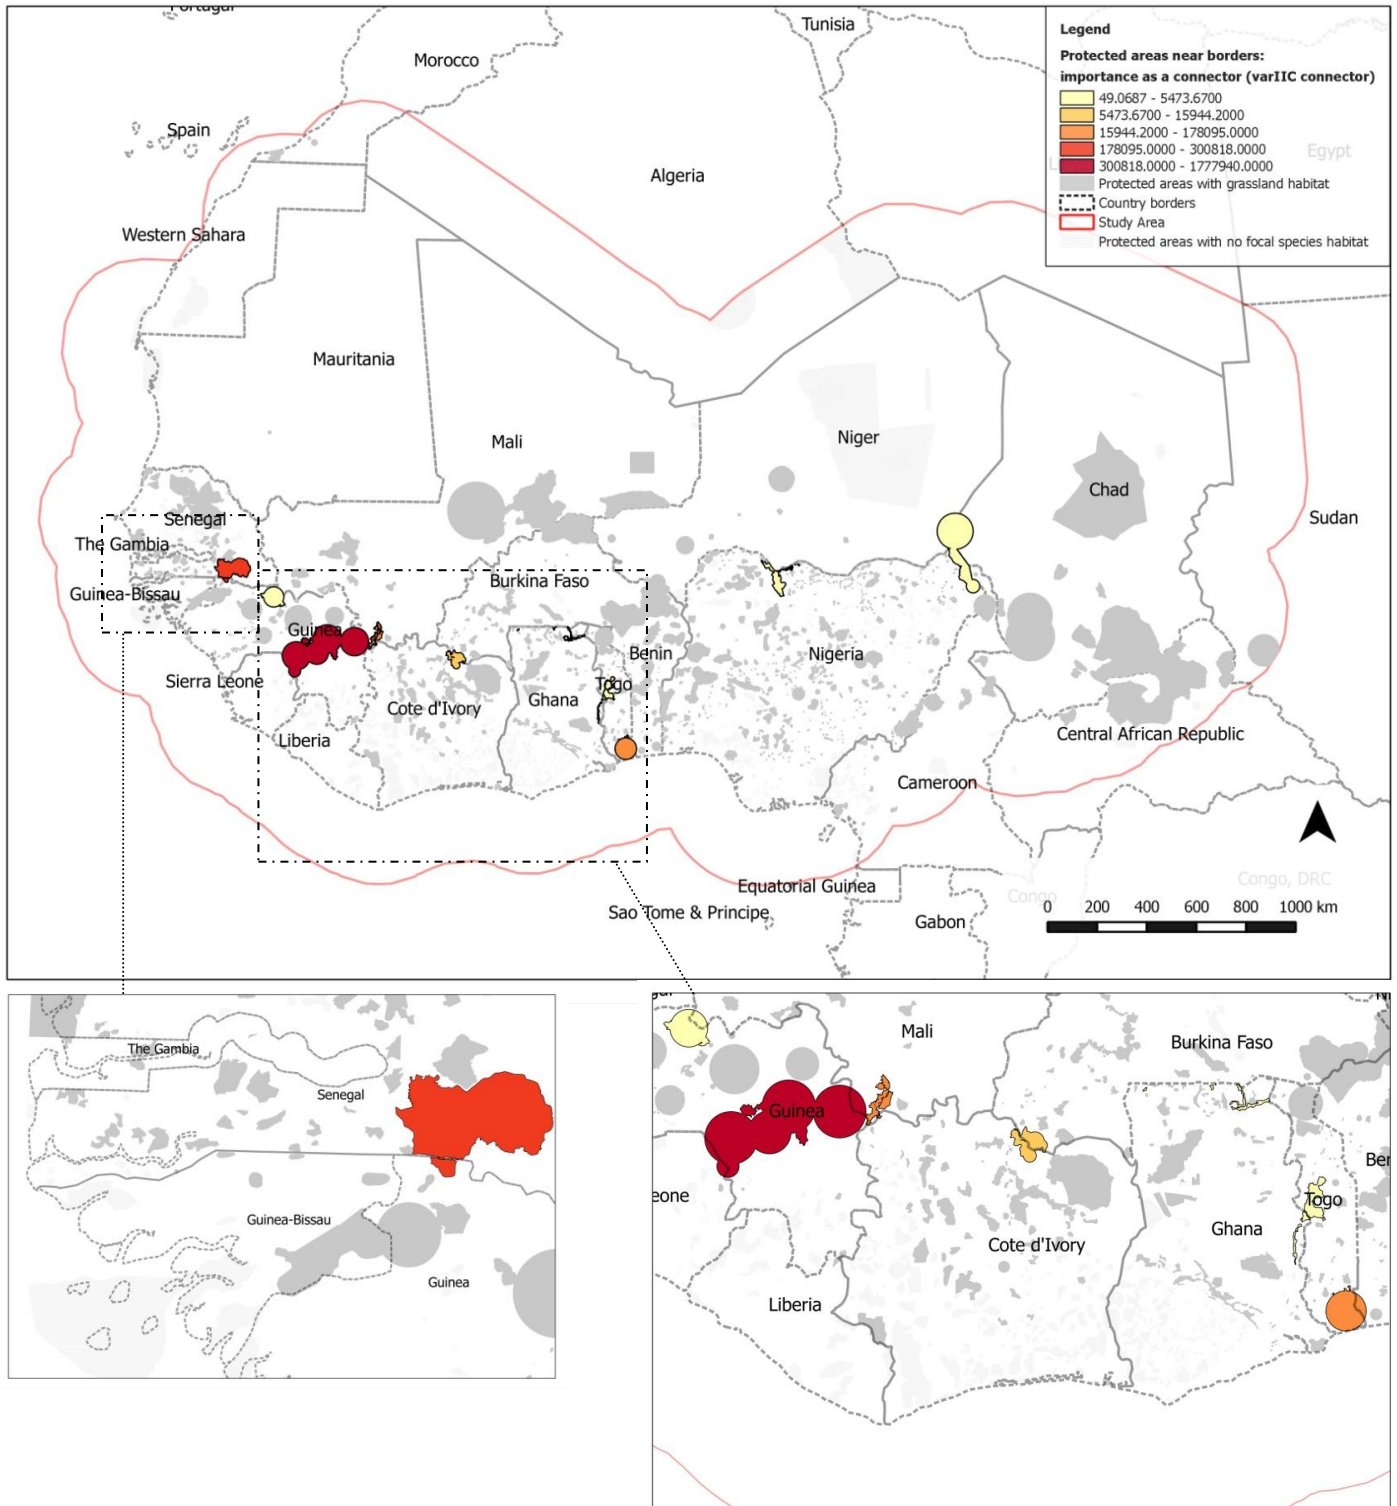 Portugal
Tunisia
Morocco
Legend
Protected areas near borders:
importance as a connector (varIIC connector)
49.0687 - 5473.6700
5473.6700 - 15944.2000
15944.2000 - 178095.0000
178095.0000 - 300818.0000
300818.0000 - 1777940.0000
Protected areas with grassland habitat
Country borders
Study Area
Protected areas with no focal species habitat
Spain
Egypt
Algeria
Western Sahara
Mauritania
Mali
Niger
Chad
Sudan
Senegal
The Gambia
Guinea-Bissau
Burkina Faso
Guinea
Benin
Nigeria
Sierra Leone
Togo
Ghana
Cote d'Ivory
Liberia
Central African Republic
Cameroon
Equatorial Guinea
Congo, DRC
Congo
Sao Tome & Principe
Gabon
0 200 400 600 800 1000 km
The Gambia
Senegal
Guinea-Bissau
Guinea
Mali
Burkina Faso
Guinea
Ben
eone
Togo
Ghana
Cote d'Ivory
Liberia